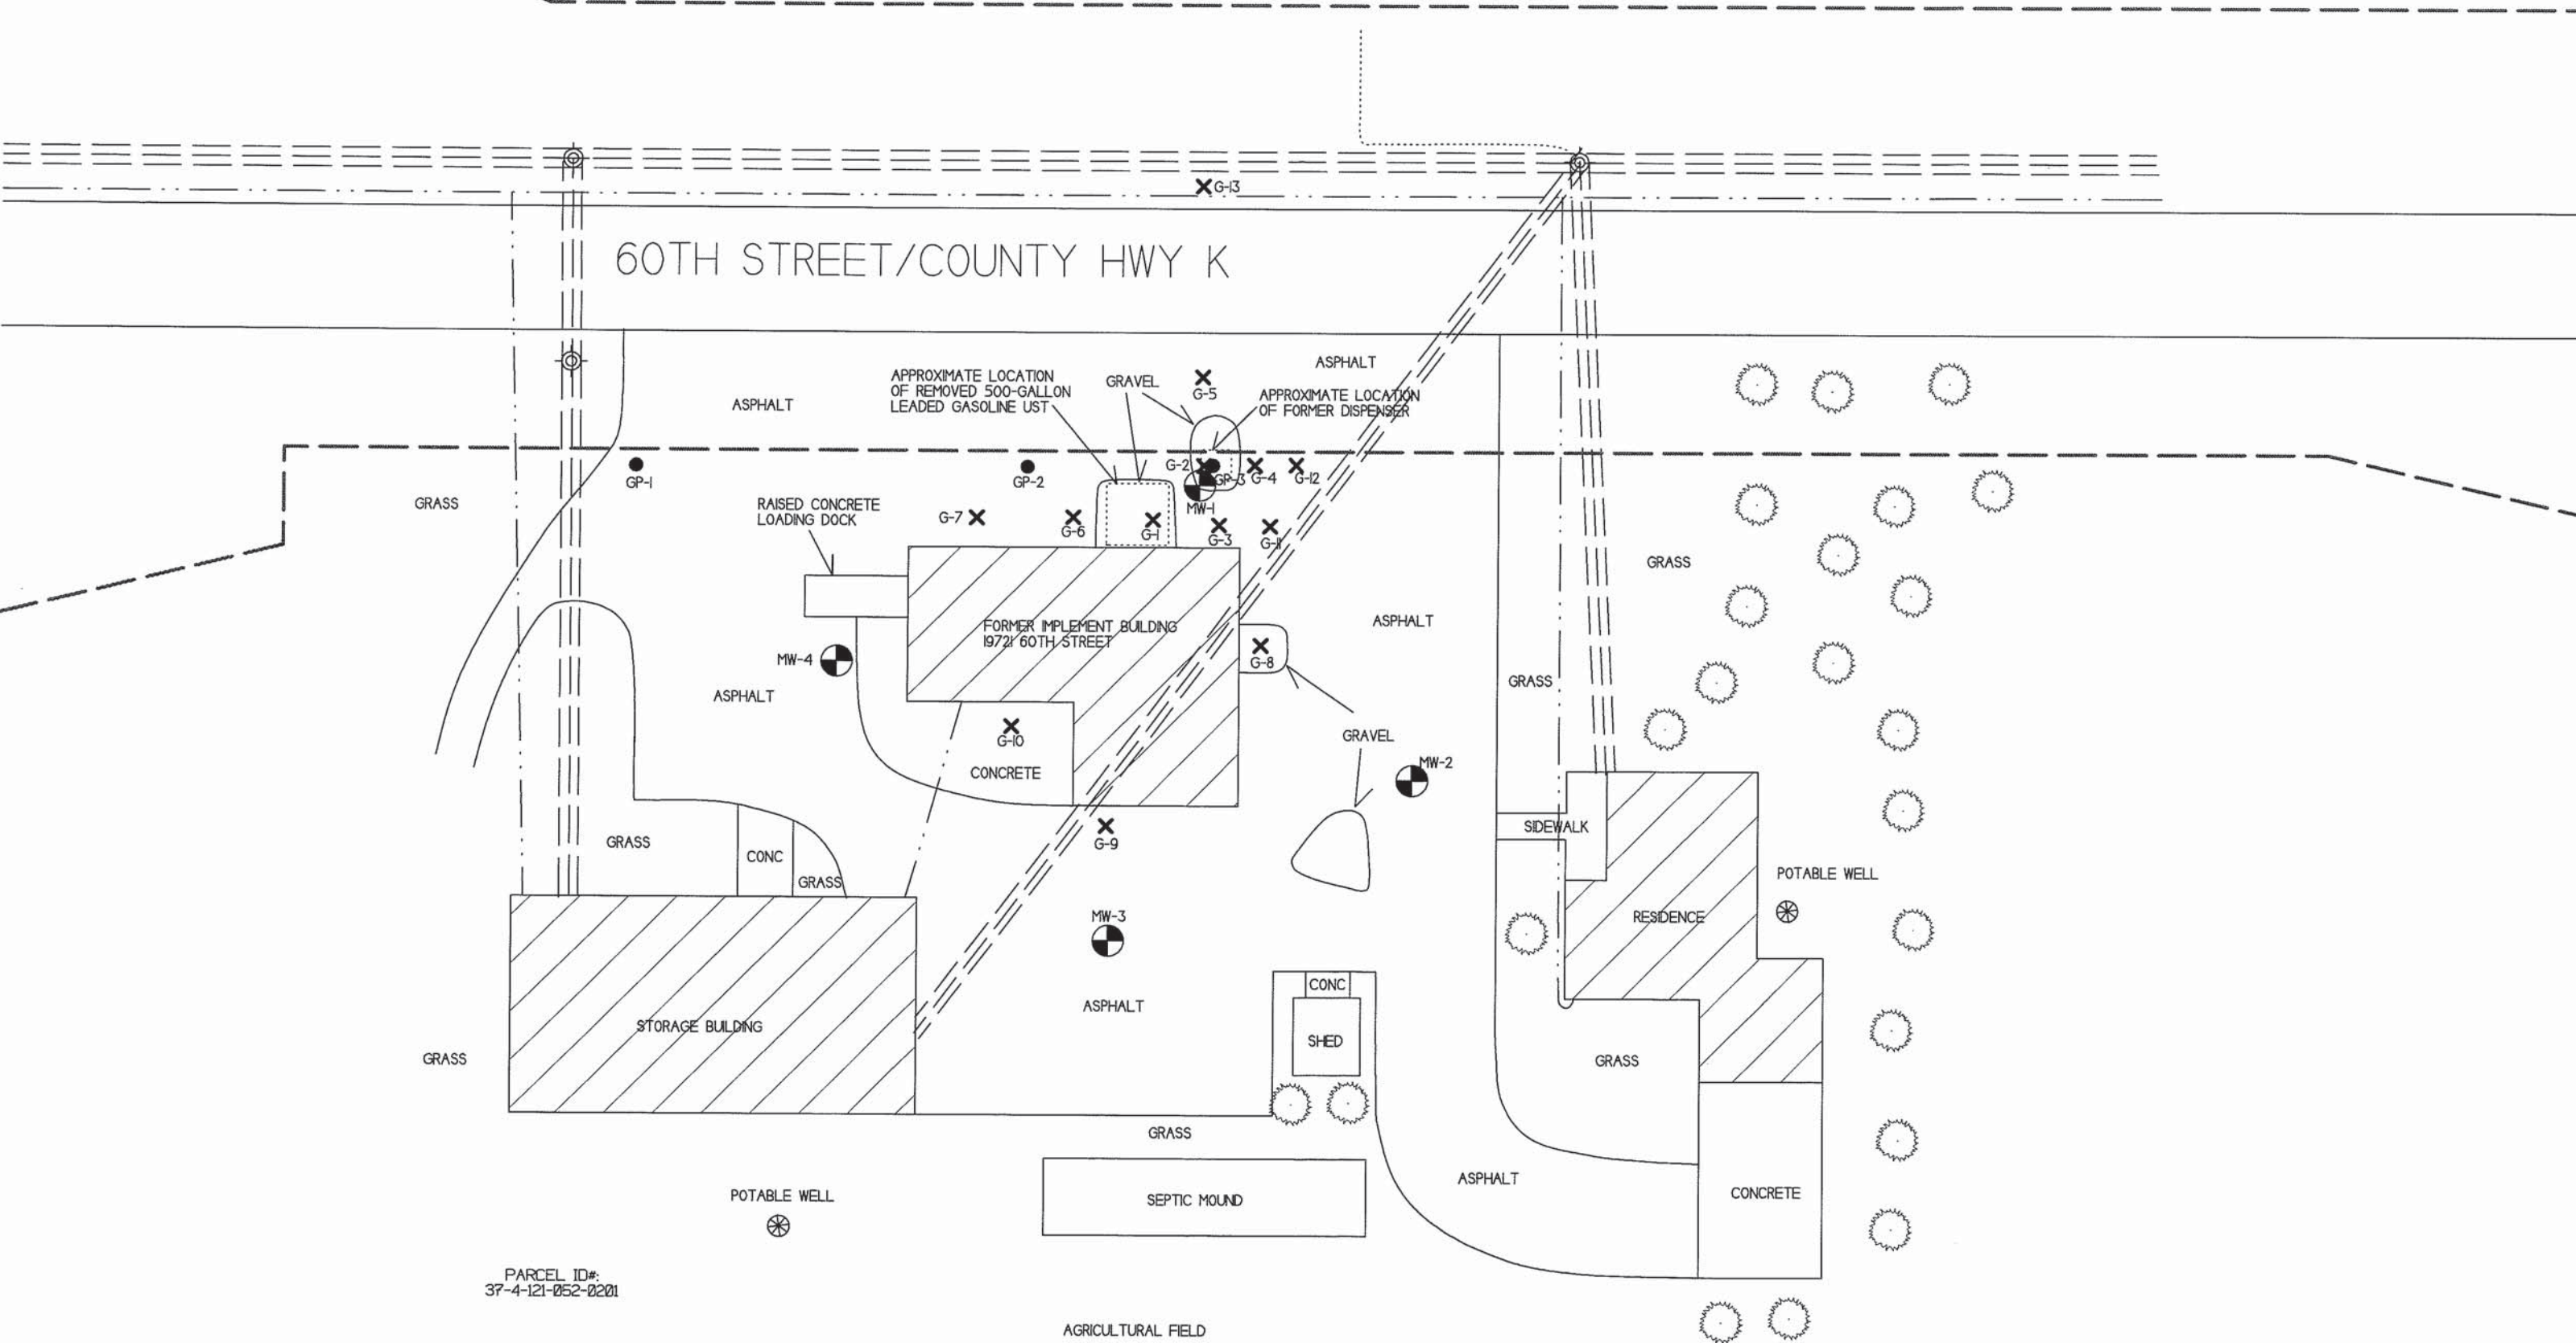 G-13
60TH STREET/COUNTY HWY K
ASPHALT
APPROXIMATE LOCATION
OF REMOVED 500-GALLON
LEADED GASOLINE UST
GRAVEL
G-5
APPROXIMATE LOCATION
OF FORMER DISPENSER
ASPHALT
G-2
GP-3
G-4
G-12
GP-1
GP-2
GRASS
RAISED CONCRETE
LOADING DOCK
MW-1
G-7
G-6
G-1
G-3
G-11
GRASS
FORMER IMPLEMENT BUILDING
19721 60TH STREET
ASPHALT
MW-4
G-8
ASPHALT
GRASS
G-10
GRAVEL
CONCRETE
MW-2
SIDEWALK
GRASS
CONC
GRASS
G-9
POTABLE WELL
MW-3
RESIDENCE
CONC
ASPHALT
STORAGE BUILDING
SHED
GRASS
GRASS
GRASS
ASPHALT
POTABLE WELL
SEPTIC MOUND
CONCRETE
PARCEL ID#:
37-4-121-052-0201
AGRICULTURAL FIELD